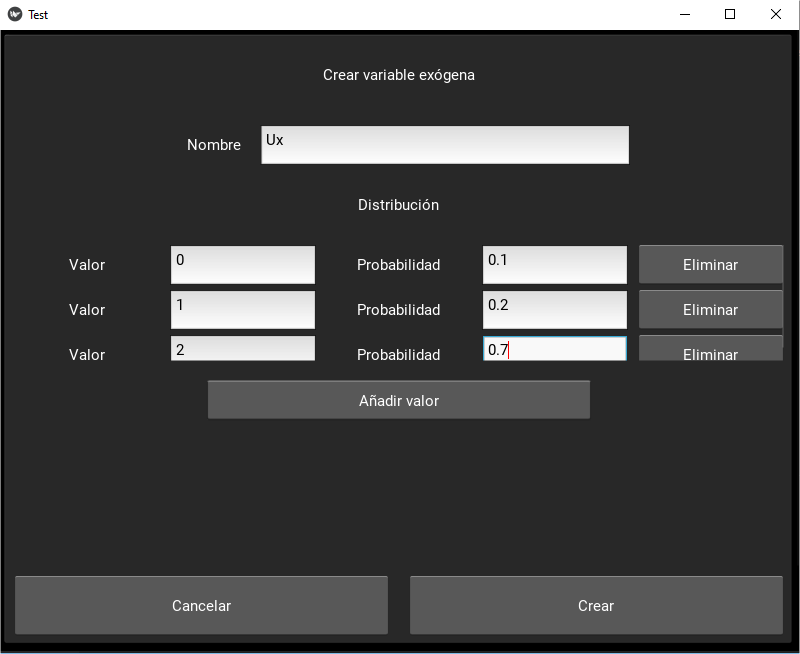 Test
Crear variable exógena
Nombre Ux
Distribución
Valor 0 Probabilidad 0.1 Eliminar
Valor 1 Probabilidad 0.2 Eliminar
Valor 2 Probabilidad 0.7 Eliminar
Añadir valor
Cancelar Crear